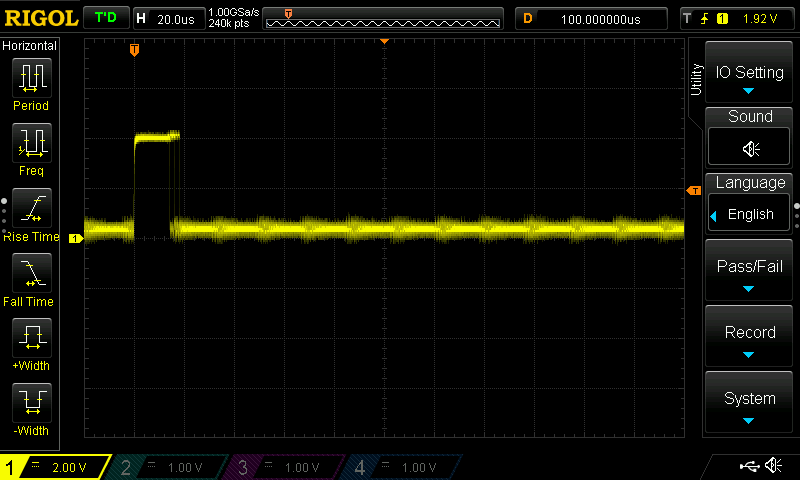 RIGOL T'D H 20.0us 1.00GSa/s 240k pts T D 100.000000us T 1 1.92 V
Horizontal
Period
Freq
Rise Time
Fall Time
+Width
-Width
T
T
1
Utility
IO Setting
Sound
Language
English
Pass/Fail
Record
System
1 2.00 V 2 1.00 V 3 1.00 V 4 1.00 V